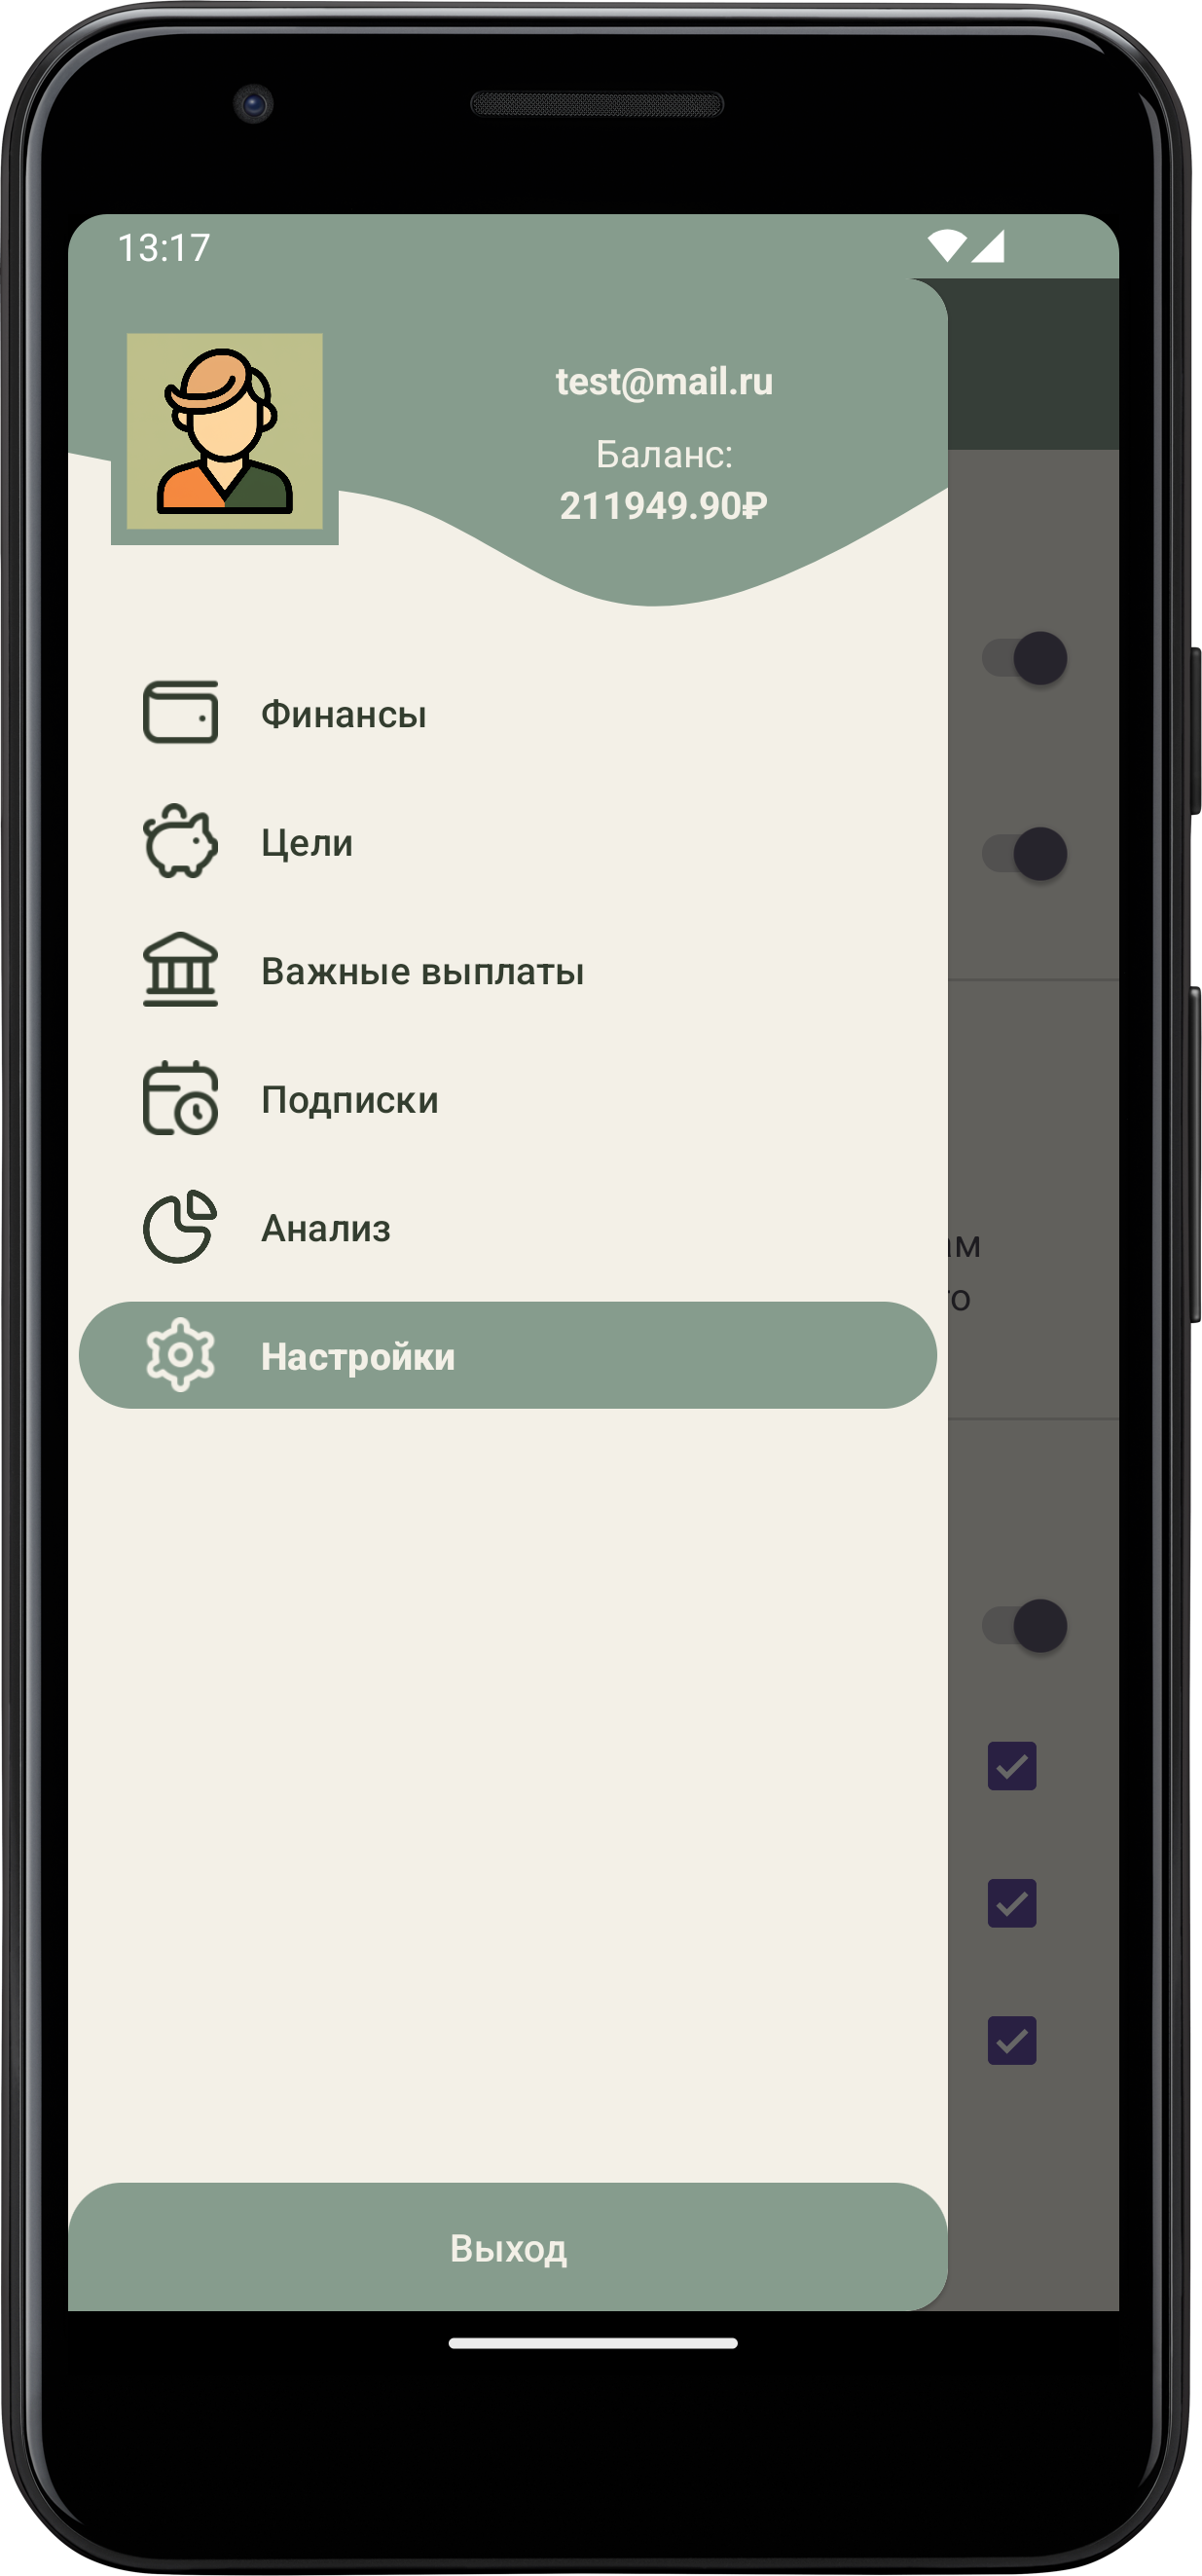 13:17
test@mail.ru
Баланс:
211949.90₽
Финансы
Цели
Важные выплаты
Подписки
Анализ
Настройки
Выход